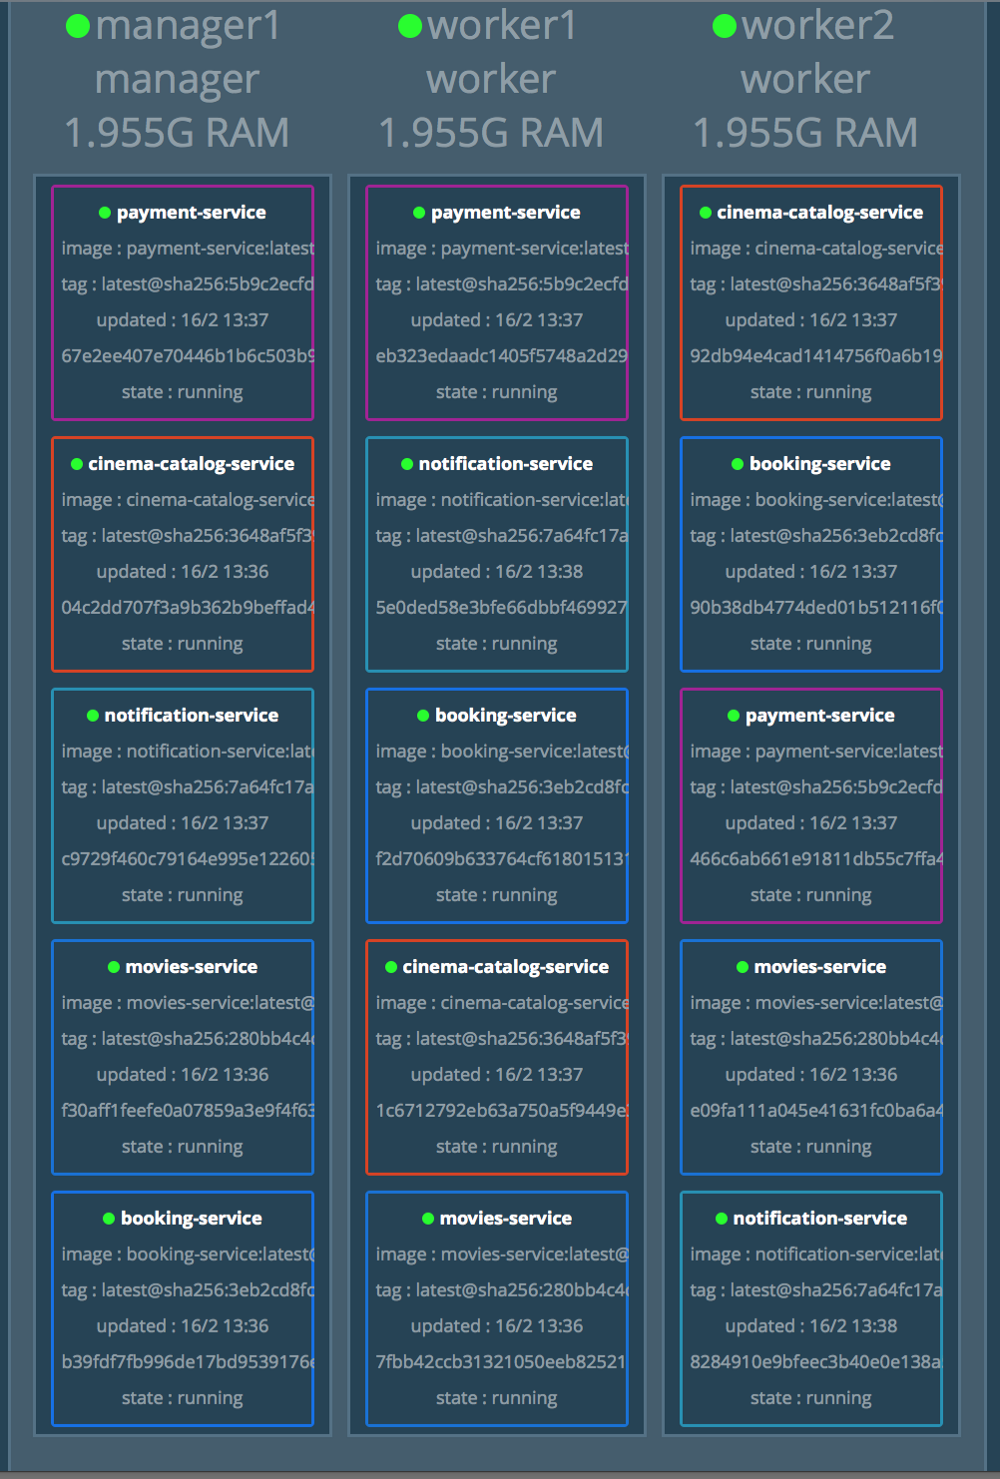 manager1
manager
1.955G RAM
payment-service
image : payment-service:latest
tag : latest@sha256:5b9c2ecfd
updated : 16/2 13:37
67e2ee407e70446b1b6c503b9
state : running
cinema-catalog-service
image : cinema-catalog-service
tag : latest@sha256:3648af5f39
updated : 16/2 13:36
04c2dd707f3a9b362b9beffad4
state : running
notification-service
image : notification-service:lat
tag : latest@sha256:7a64fc17a
updated : 16/2 13:37
c9729f460c79164e995e122605
state : running
movies-service
image : movies-service:latest@
tag : latest@sha256:280bb4c4
updated : 16/2 13:36
f30aff1feefe0a07859a3e9f4f63
state : running
booking-service
image : booking-service:latest@
tag : latest@sha256:3eb2cd8fc
updated : 16/2 13:36
b39fdf7fb996de17bd9539176e
state : running
worker1
worker
1.955G RAM
payment-service
image : payment-service:latest
tag : latest@sha256:5b9c2ecfd
updated : 16/2 13:37
eb323edaadc1405f5748a2d29
state : running
notification-service
image : notification-service:lat
tag : latest@sha256:7a64fc17a
updated : 16/2 13:38
5e0ded58e3bfe66dbbf469927
state : running
booking-service
image : booking-service:latest@
tag : latest@sha256:3eb2cd8fc
updated : 16/2 13:37
f2d70609b633764cf618015131
state : running
cinema-catalog-service
image : cinema-catalog-service
tag : latest@sha256:3648af5f39
updated : 16/2 13:37
1c6712792eb63a750a5f9449e
state : running
movies-service
image : movies-service:latest@
tag : latest@sha256:280bb4c4
updated : 16/2 13:36
7fbb42ccb31321050eeb82521
state : running
worker2
worker
1.955G RAM
cinema-catalog-service
image : cinema-catalog-service
tag : latest@sha256:3648af5f39
updated : 16/2 13:37
92db94e4cad1414756f0a6b19
state : running
booking-service
image : booking-service:latest@
tag : latest@sha256:3eb2cd8fc
updated : 16/2 13:37
90b38db4774ded01b512116f0
state : running
payment-service
image : payment-service:latest
tag : latest@sha256:5b9c2ecfd
updated : 16/2 13:37
466c6ab661e91811db55c7ffa4
state : running
movies-service
image : movies-service:latest@
tag : latest@sha256:280bb4c4
updated : 16/2 13:36
e09fa111a045e41631fc0ba6a4
state : running
notification-service
image : notification-service:lat
tag : latest@sha256:7a64fc17a
updated : 16/2 13:38
8284910e9bfeec3b40e0e138a
state : running